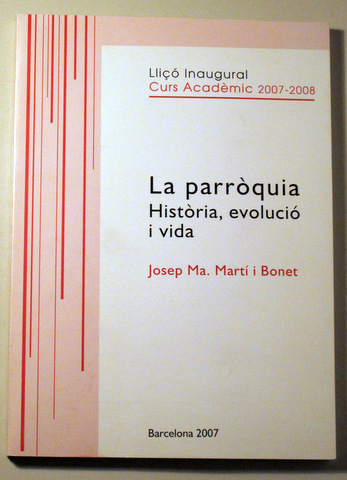 Lliçó Inaugural
Curs Acadèmic 2007-2008
La parròquia
Història, evolució
i vida
Josep Ma. Martí i Bonet
Barcelona 2007